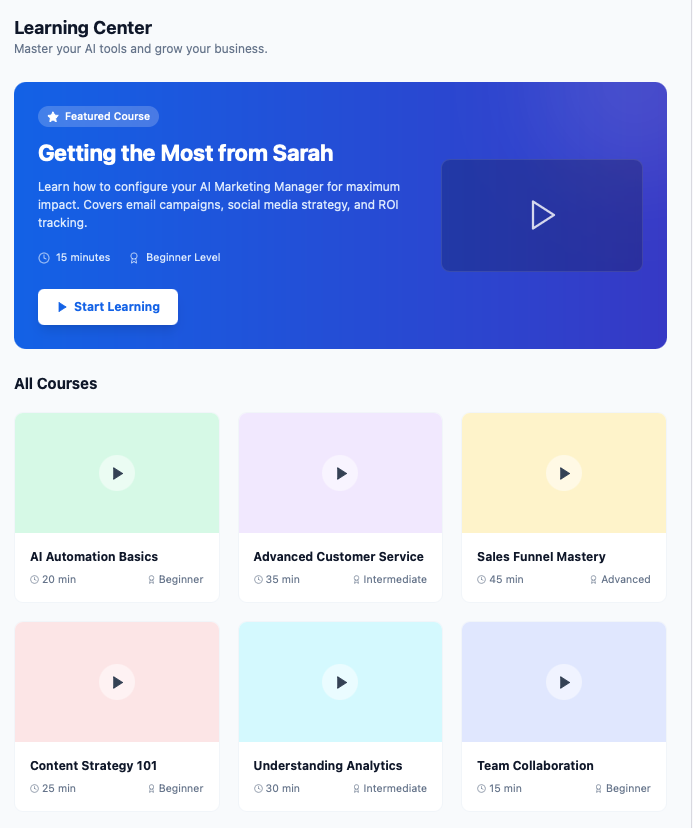 Learning Center
Master your AI tools and grow your business.
Featured Course
Getting the Most from Sarah
Learn how to configure your AI Marketing Manager for maximum
impact. Covers email campaigns, social media strategy, and ROI
tracking.
15 minutes Beginner Level
Start Learning
All Courses
AI Automation Basics
20 min Beginner
Advanced Customer Service
35 min Intermediate
Sales Funnel Mastery
45 min Advanced
Content Strategy 101
25 min Beginner
Understanding Analytics
30 min Intermediate
Team Collaboration
15 min Beginner